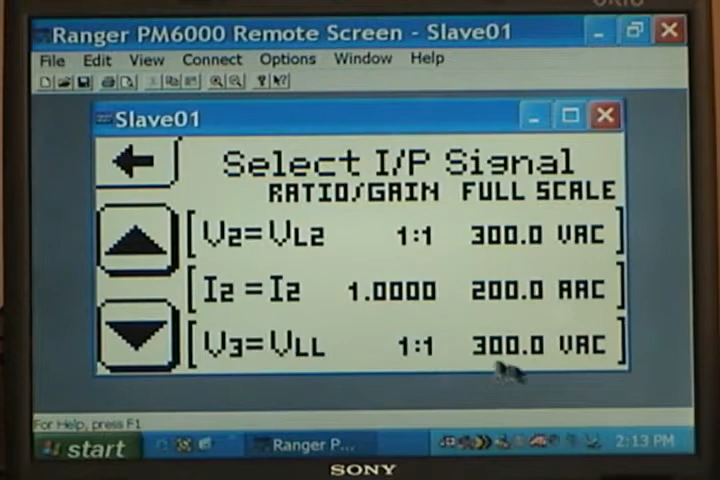 Ranger PM6000 Remote Screen - Slave01
File Edit View Connect Options Window Help
Slave01
Select I/P Signal
RATIO/GAIN FULL SCALE
V2=VL2 1:1 300.0 VAC
I2=I2 1.0000 200.0 AAC
V3=VLL 1:1 300.0 VAC
For Help, press F1
start Ranger P... 2:13 PM
SONY